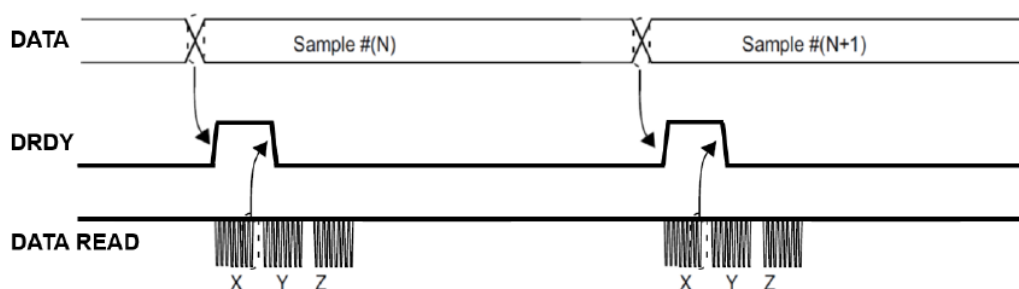 DATA Sample #(N) Sample #(N+1)
DRDY
DATA READ
X Y Z X Y Z